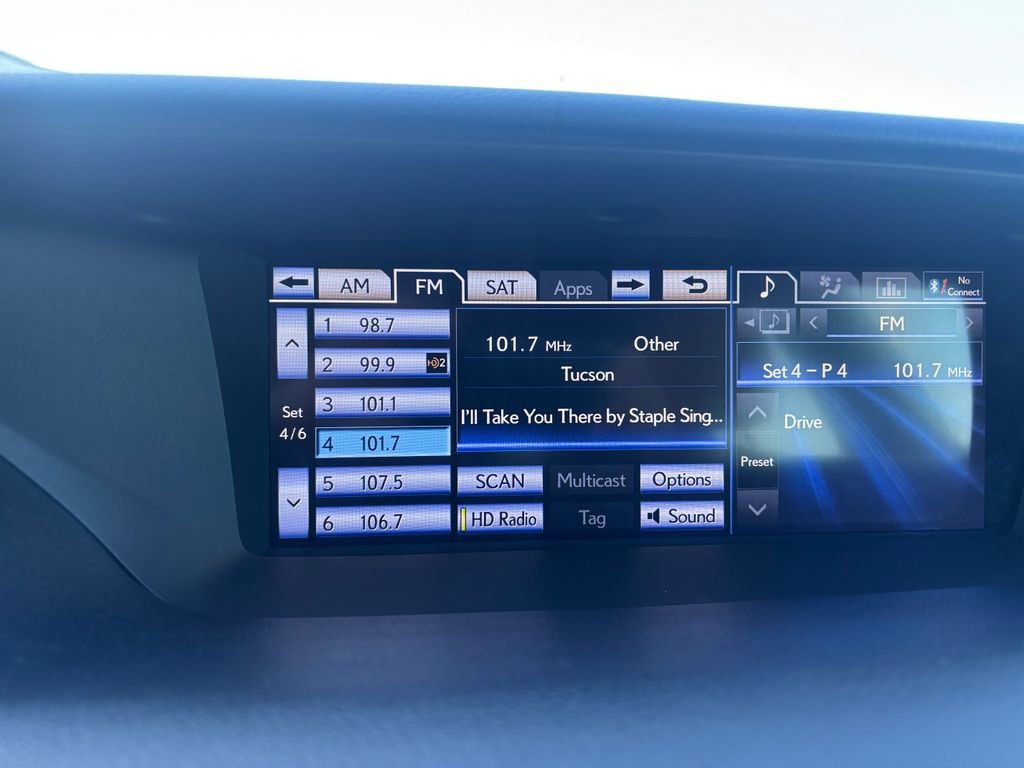 AM FM SAT Apps
No
Connect
1 98.7
2 99.9 HD 2
3 101.1
Set
4/6
4 101.7
5 107.5
6 106.7
101.7 MHz Other
Tucson
I'll Take You There by Staple Sing...
SCAN Multicast Options
HD Radio Tag Sound
FM
Set 4 – P 4 101.7 MHz
Drive
Preset